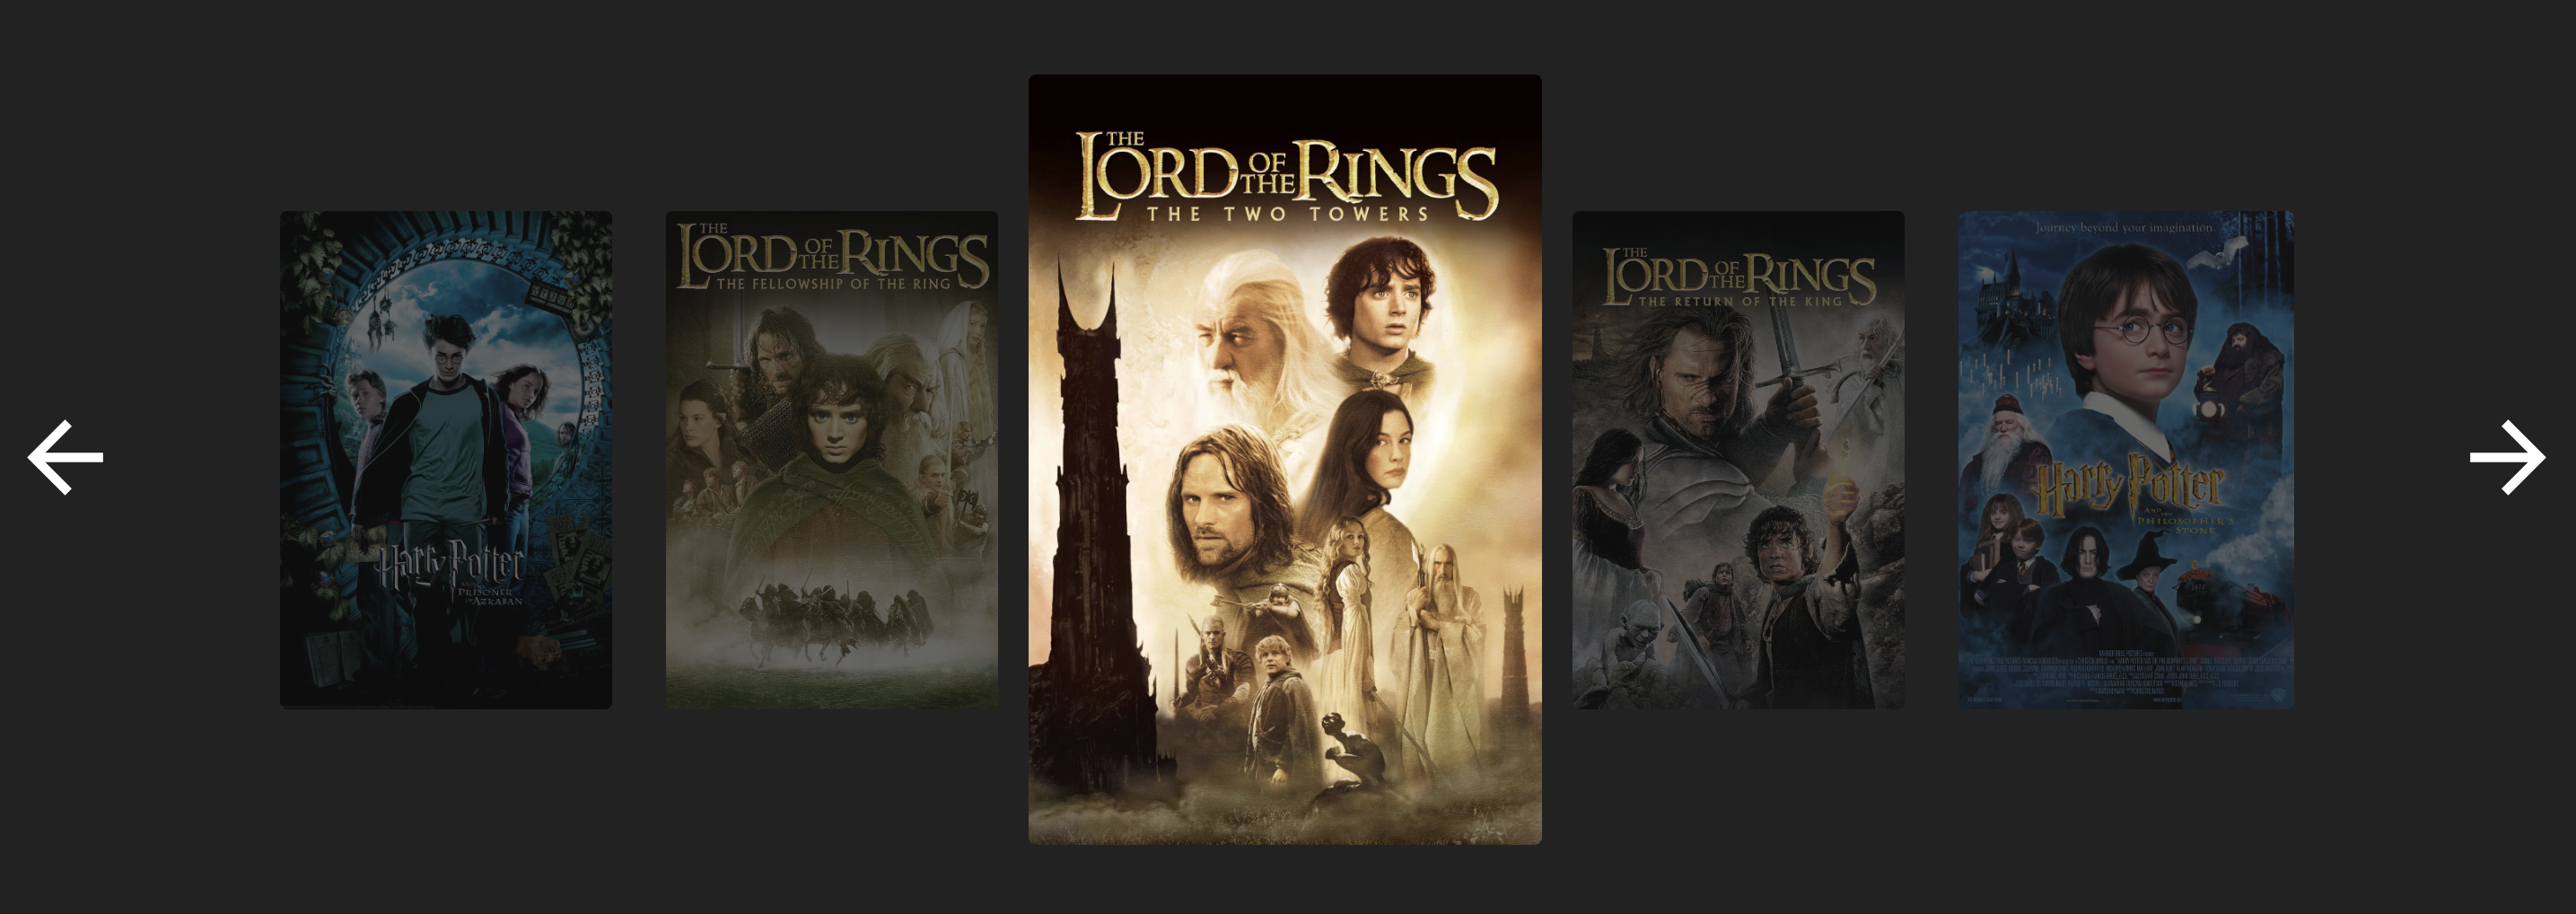 Harry Potter
AND THE
PRISONER
OF AZKABAN
THE
LORD OF THE RINGS
THE FELLOWSHIP OF THE RING
THE
LORD OF THE RINGS
THE TWO TOWERS
THE
LORD OF THE RINGS
THE RETURN OF THE KING
Journey beyond your imagination.
Harry Potter
AND THE
PHILOSOPHER'S
STONE